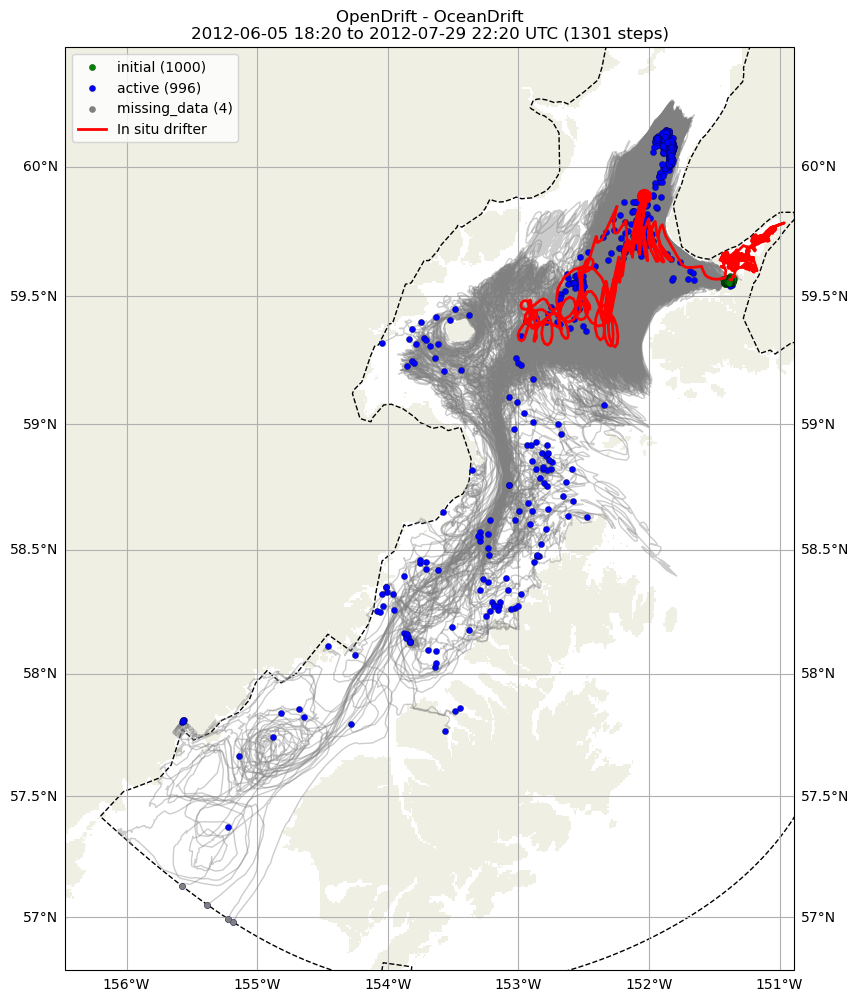 OpenDrift - OceanDrift
2012-06-05 18:20 to 2012-07-29 22:20 UTC (1301 steps)
initial (1000)
active (996)
missing_data (4)
In situ drifter
60°N
60°N
59.5°N
59.5°N
59°N
59°N
58.5°N
58.5°N
58°N
58°N
57.5°N
57.5°N
57°N
57°N
156°W
155°W
154°W
153°W
152°W
151°W